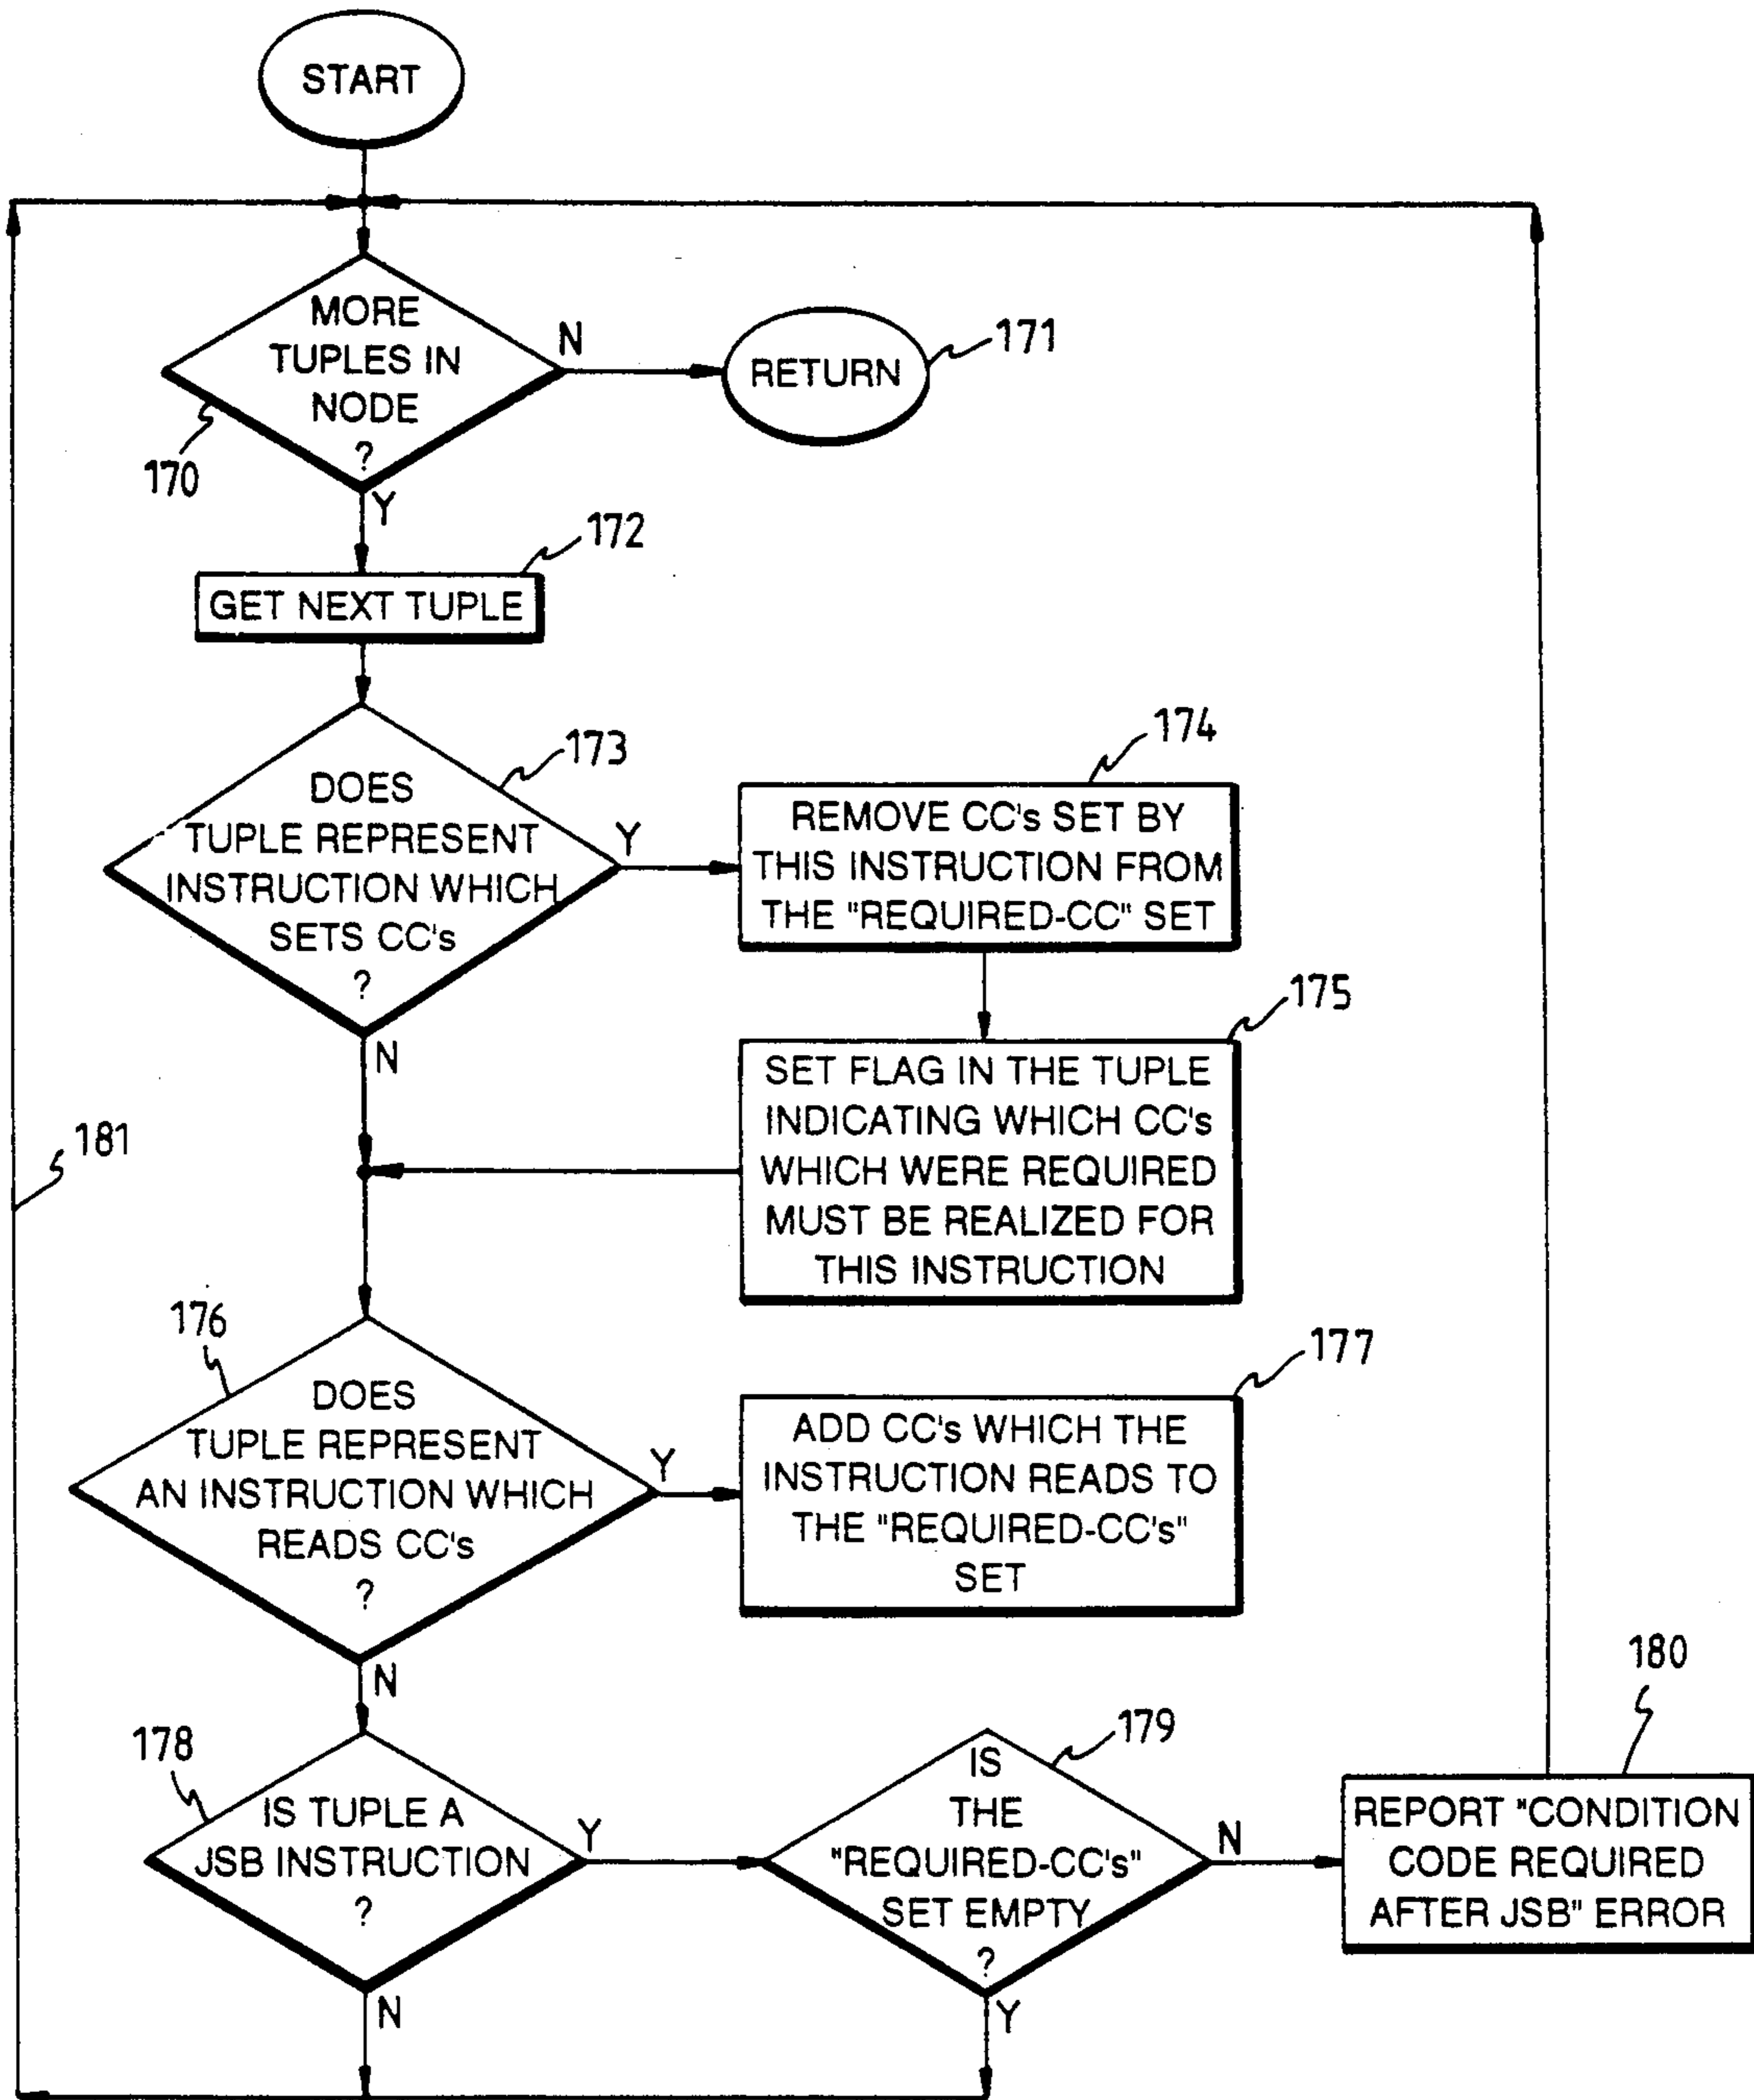 START
MORE
TUPLES IN
NODE
?
170
N
RETURN
171
Y
172
GET NEXT TUPLE
173
DOES
TUPLE REPRESENT
INSTRUCTION WHICH
SETS CC's
?
Y
174
REMOVE CC's SET BY
THIS INSTRUCTION FROM
THE "REQUIRED-CC" SET
N
175
SET FLAG IN THE TUPLE
INDICATING WHICH CC's
WHICH WERE REQUIRED
MUST BE REALIZED FOR
THIS INSTRUCTION
181
176
DOES
TUPLE REPRESENT
AN INSTRUCTION WHICH
READS CC's
?
Y
177
ADD CC's WHICH THE
INSTRUCTION READS TO
THE "REQUIRED-CC's"
SET
N
178
IS TUPLE A
JSB INSTRUCTION
?
Y
179
IS
THE
"REQUIRED-CC's"
SET EMPTY
?
N
180
REPORT "CONDITION
CODE REQUIRED
AFTER JSB" ERROR
N
Y